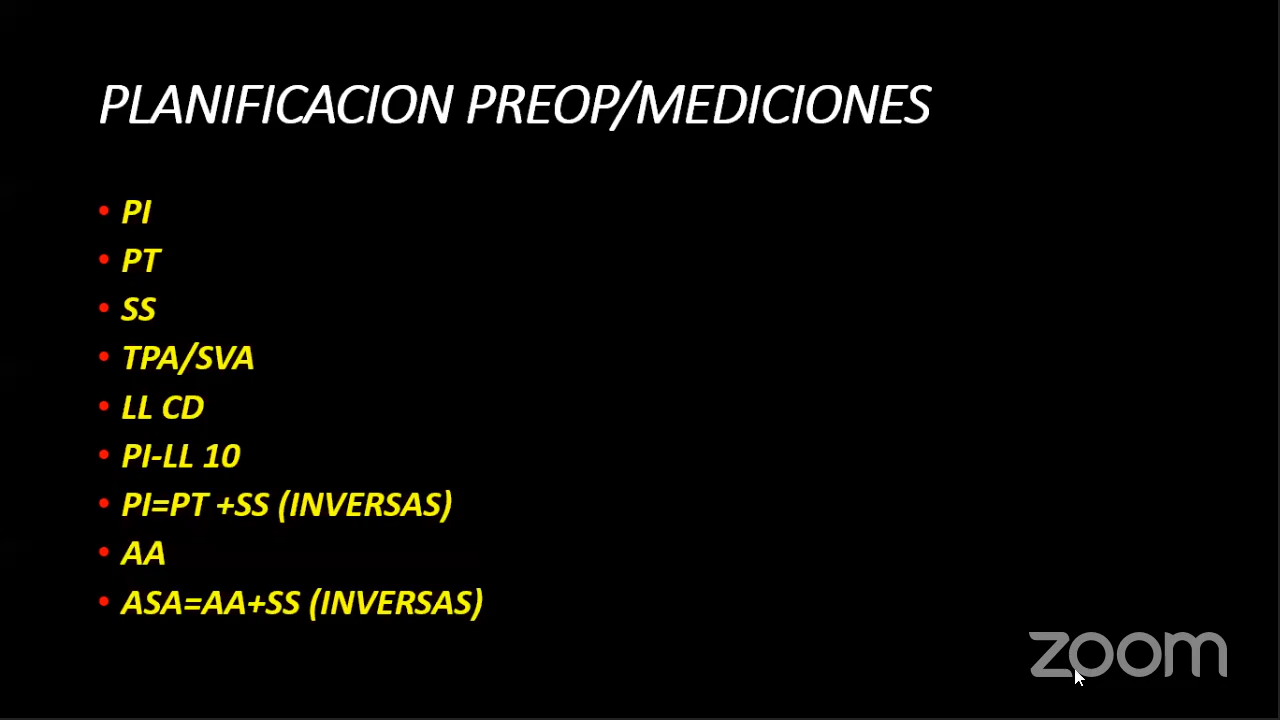 PLANIFICACION PREOP/MEDICIONES
• PI
• PT
• SS
• TPA/SVA
• LL CD
• PI-LL 10
• PI=PT +SS (INVERSAS)
• AA
• ASA=AA+SS (INVERSAS)
zoom